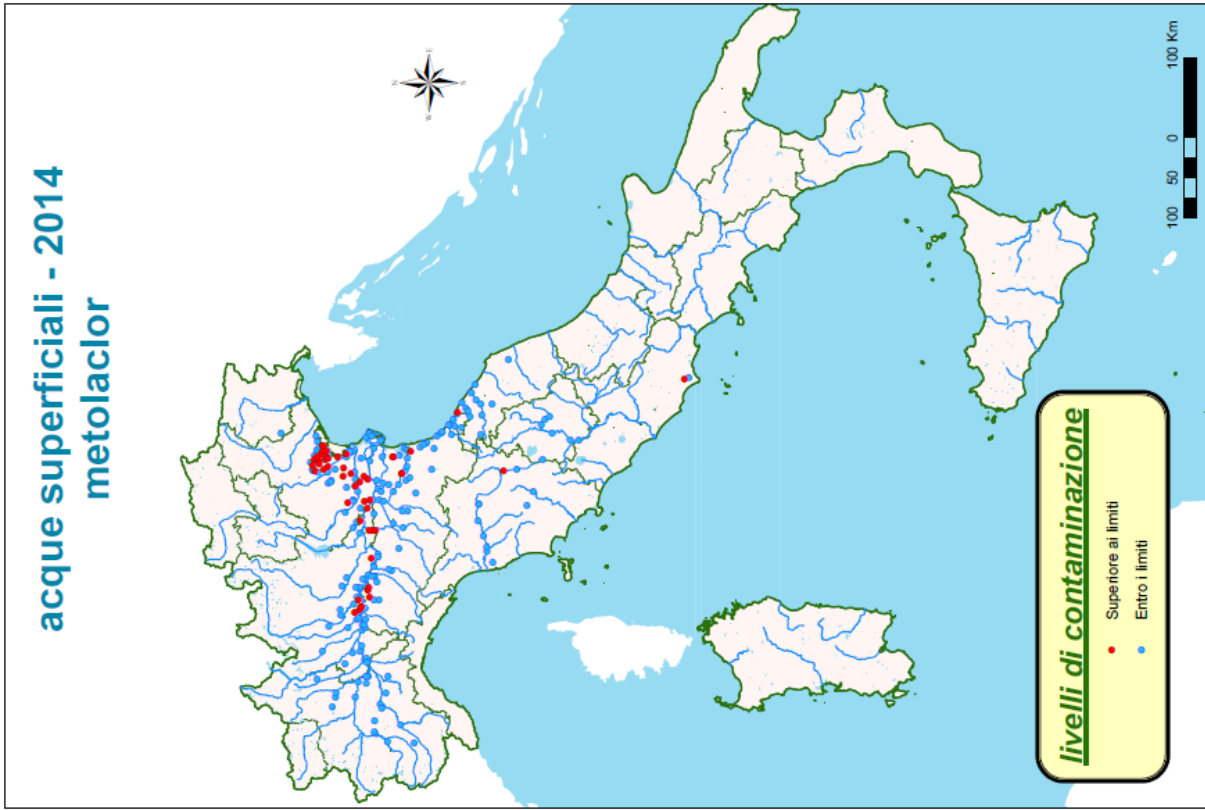 acque superficiali - 2014
metolaclor
N
E
W
S
100 50 0 100 Km
livelli di contaminazione
Superiore ai limiti
Entro i limiti